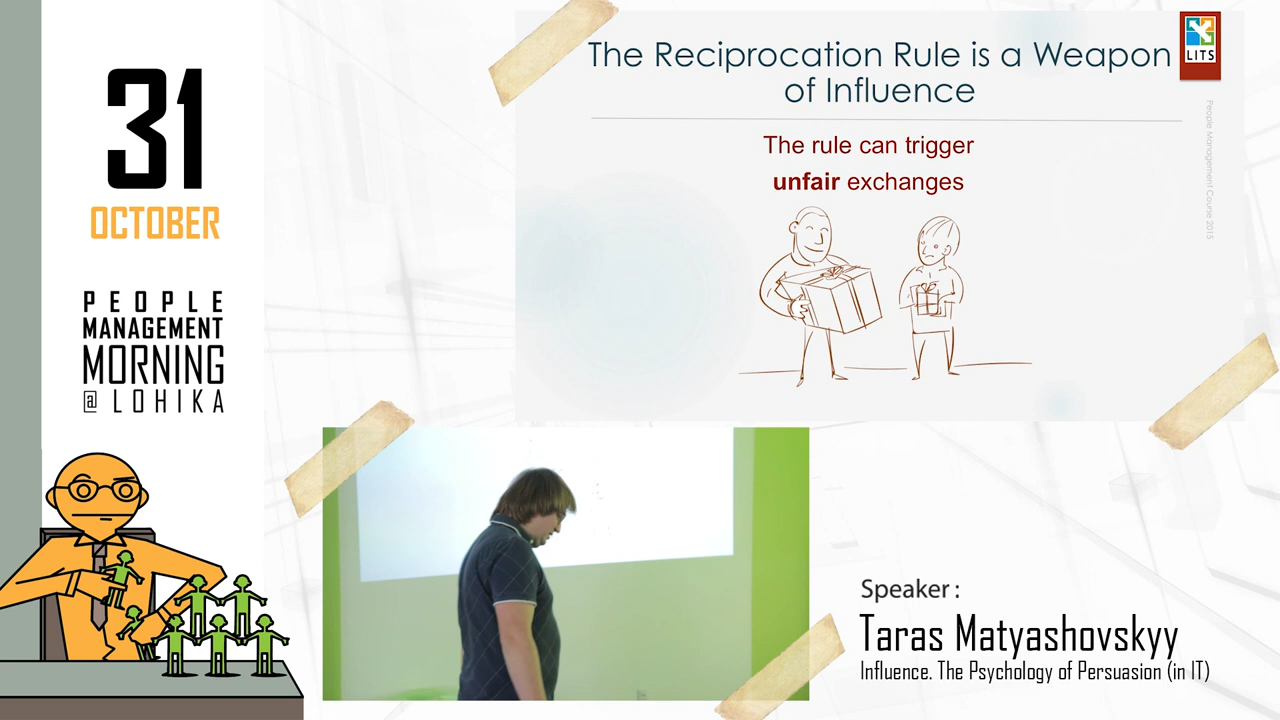 31
OCTOBER
PEOPLE
MANAGEMENT
MORNING
@ LOHIKA
The Reciprocation Rule is a Weapon
of Influence
LITS
People Management Course 2015
The rule can trigger
unfair exchanges
Speaker :
Taras Matyashovskyy
Influence. The Psychology of Persuasion (in IT)